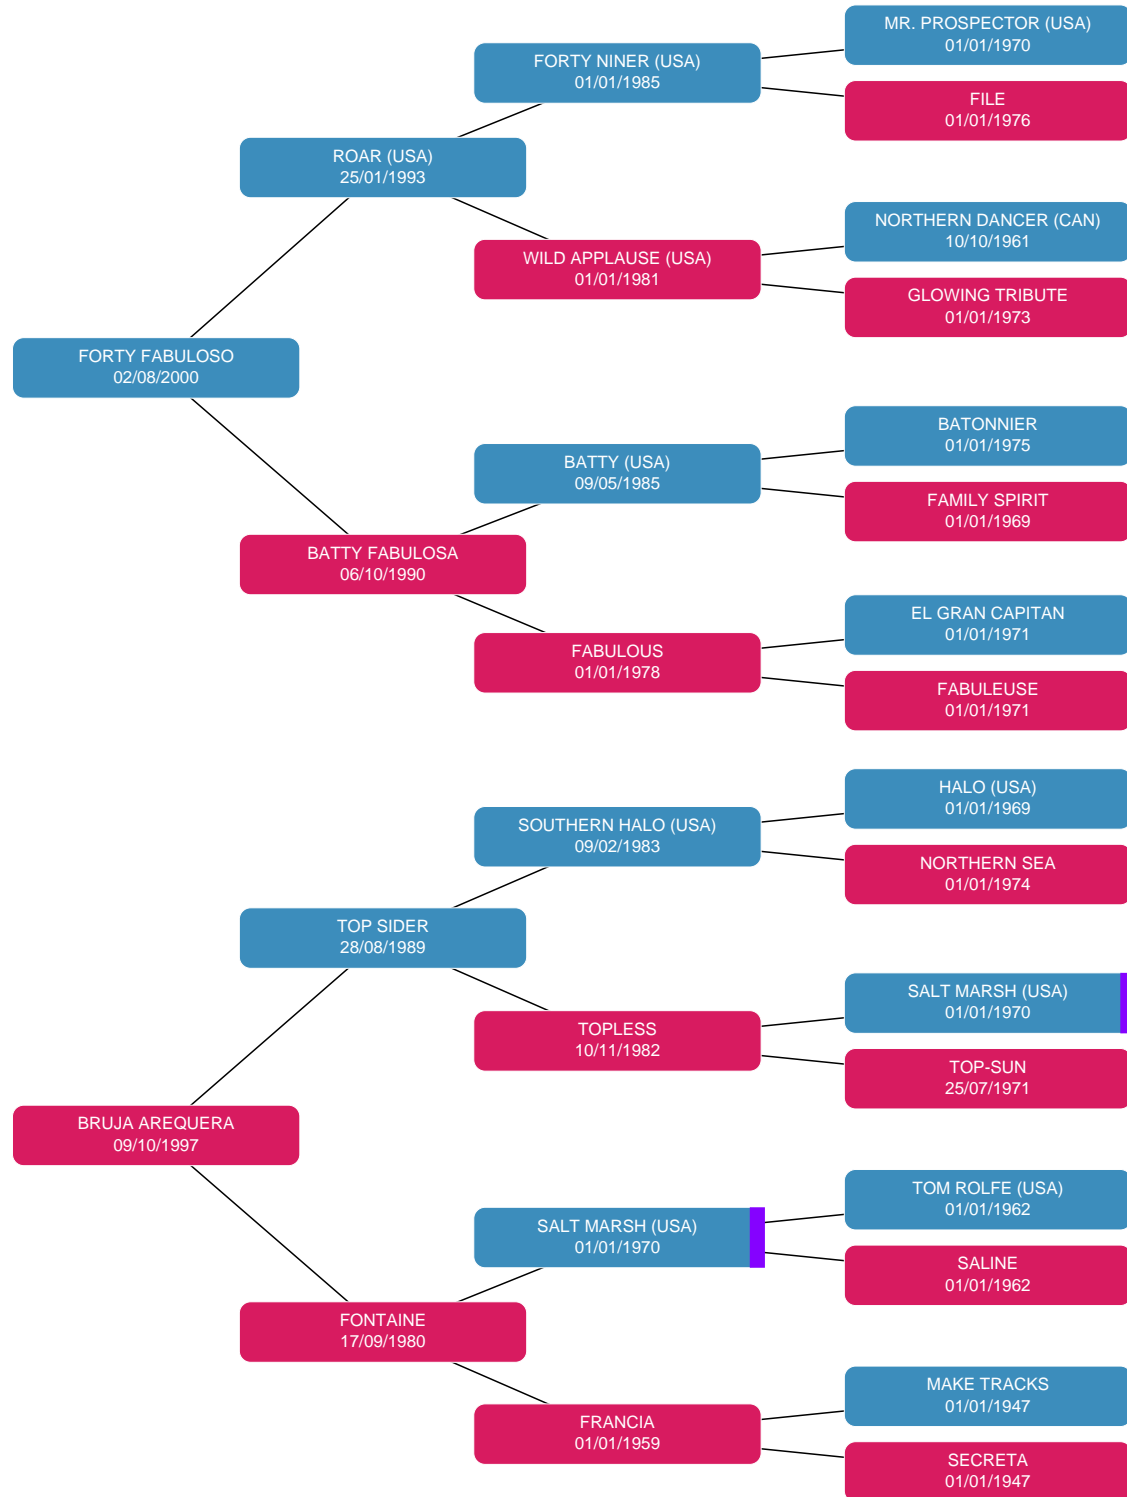 MR. PROSPECTOR (USA)
01/01/1970
FORTY NINER (USA)
01/01/1985
FILE
01/01/1976
ROAR (USA)
25/01/1993
NORTHERN DANCER (CAN)
10/10/1961
WILD APPLAUSE (USA)
01/01/1981
GLOWING TRIBUTE
01/01/1973
FORTY FABULOSO
02/08/2000
BATONNIER
01/01/1975
BATTY (USA)
09/05/1985
FAMILY SPIRIT
01/01/1969
BATTY FABULOSA
06/10/1990
EL GRAN CAPITAN
01/01/1971
FABULOUS
01/01/1978
FABULEUSE
01/01/1971
HALO (USA)
01/01/1969
SOUTHERN HALO (USA)
09/02/1983
NORTHERN SEA
01/01/1974
TOP SIDER
28/08/1989
SALT MARSH (USA)
01/01/1970
TOPLESS
10/11/1982
TOP-SUN
25/07/1971
BRUJA AREQUERA
09/10/1997
TOM ROLFE (USA)
01/01/1962
SALT MARSH (USA)
01/01/1970
SALINE
01/01/1962
FONTAINE
17/09/1980
MAKE TRACKS
01/01/1947
FRANCIA
01/01/1959
SECRETA
01/01/1947